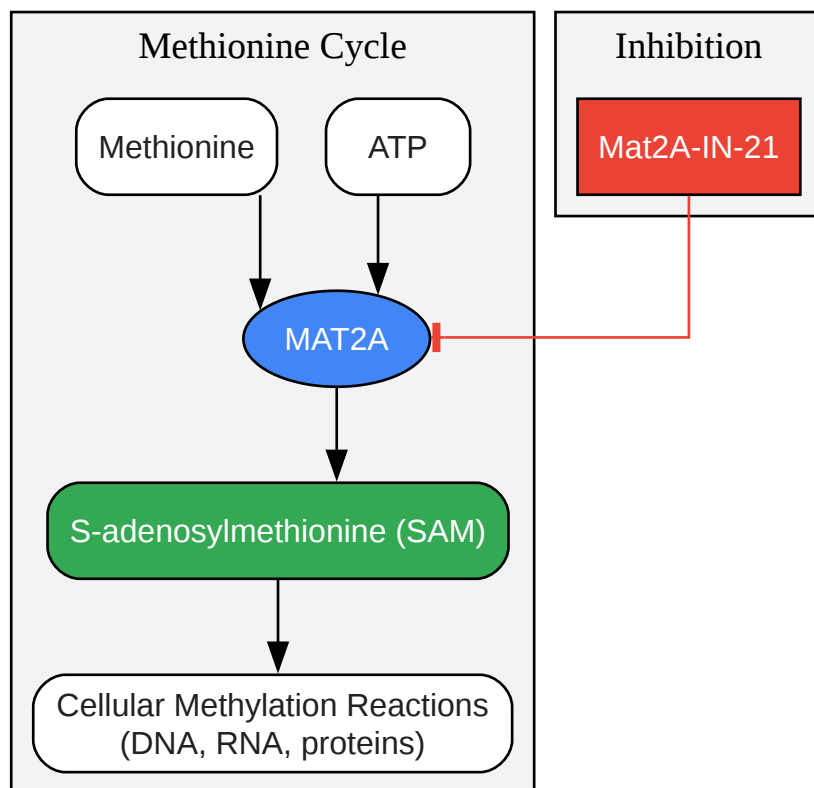 Methionine Cycle
Inhibition
Methionine
ATP
Mat2A-IN-21
MAT2A
S-adenosylmethionine (SAM)
Cellular Methylation Reactions
(DNA, RNA, proteins)